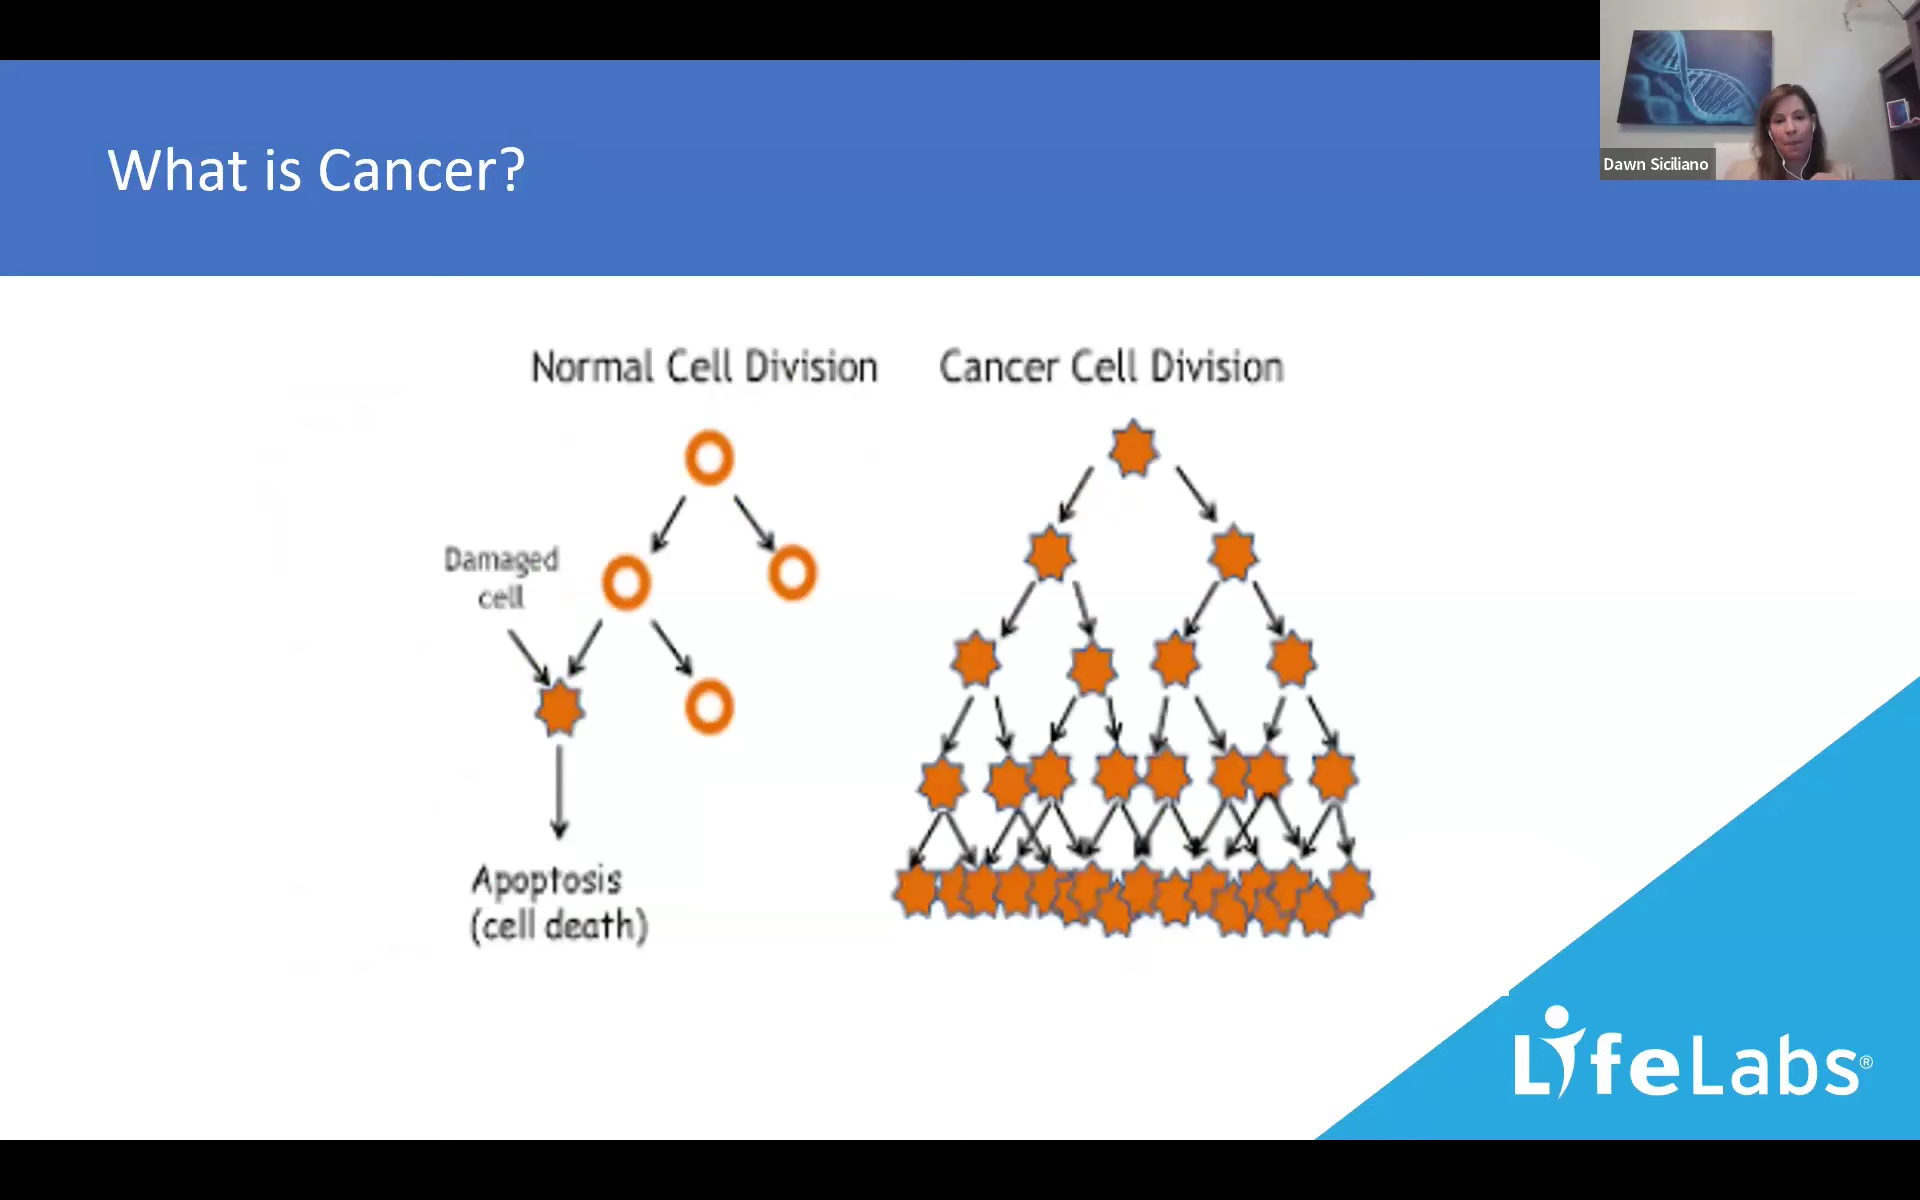 What is Cancer?
Dawn Siciliano
Normal Cell Division
Cancer Cell Division
Damaged
cell
Apoptosis
(cell death)
LifeLabs®